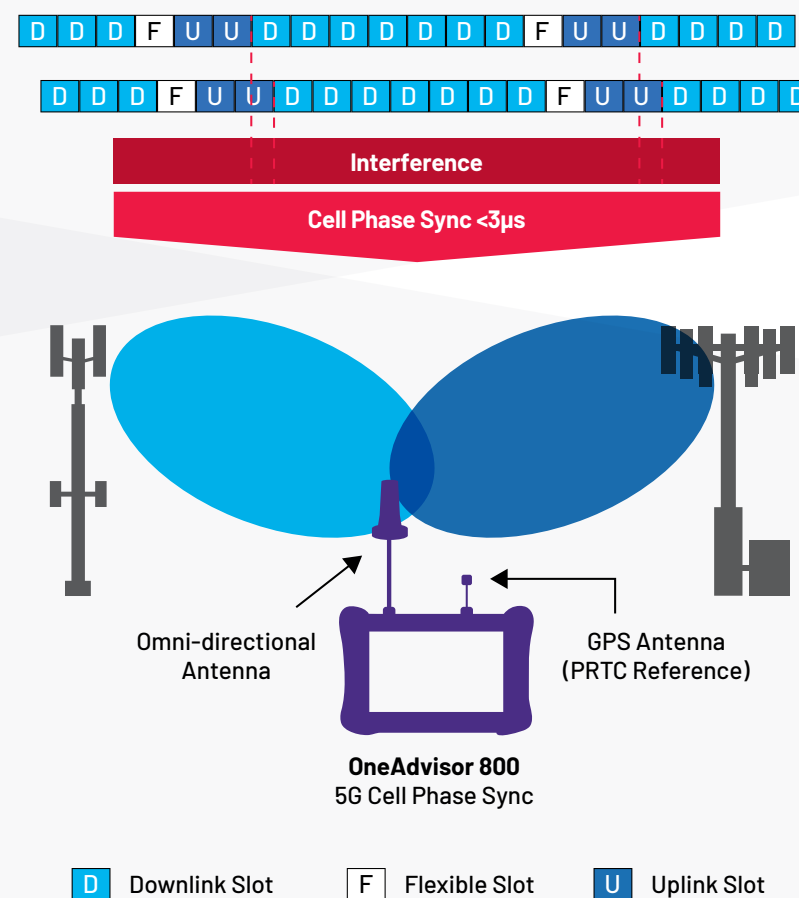 D D D F U U D D D D D D D F U U D D D D
D D D F U U D D D D D D D F U U D D D D
Interference
Cell Phase Sync <3µs
Omni-directional
Antenna
GPS Antenna
(PRTC Reference)
OneAdvisor 800
5G Cell Phase Sync
D Downlink Slot F Flexible Slot U Uplink Slot